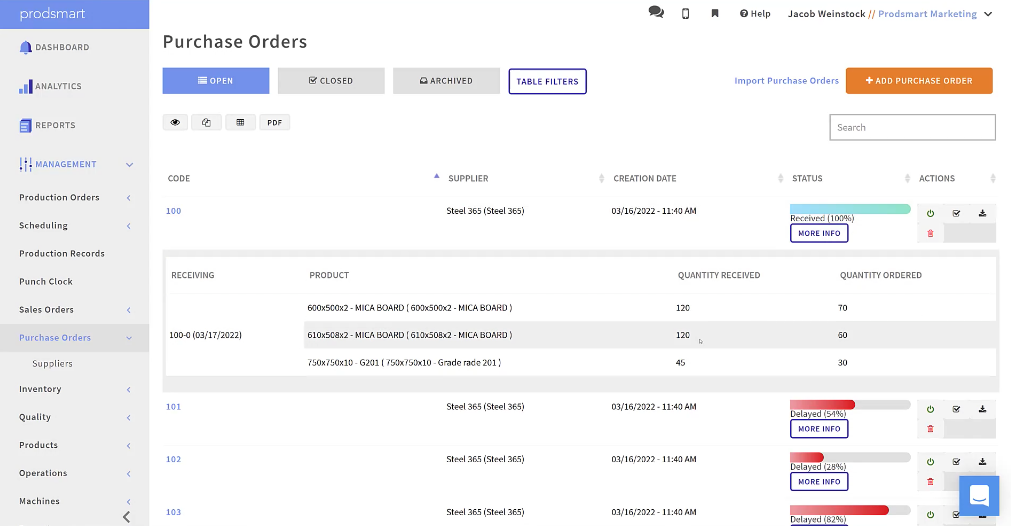 prodsmart
Help
Jacob Weinstock // Prodsmart Marketing
DASHBOARD
ANALYTICS
REPORTS
MANAGEMENT
Production Orders
Scheduling
Production Records
Punch Clock
Sales Orders
Purchase Orders
Suppliers
Inventory
Quality
Products
Operations
Machines
Purchase Orders
OPEN
CLOSED
ARCHIVED
TABLE FILTERS
Import Purchase Orders
+ ADD PURCHASE ORDER
PDF
Search
CODE SUPPLIER CREATION DATE STATUS ACTIONS
100 Steel 365 (Steel 365) 03/16/2022 - 11:40 AM
Received (100%)
MORE INFO
RECEIVING PRODUCT QUANTITY RECEIVED QUANTITY ORDERED
600x500x2 - MICA BOARD ( 600x500x2 - MICA BOARD ) 120 70
100-0 (03/17/2022) 610x508x2 - MICA BOARD ( 610x508x2 - MICA BOARD ) 120 60
750x750x10 - G201 ( 750x750x10 - Grade rade 201 ) 45 30
101 Steel 365 (Steel 365) 03/16/2022 - 11:40 AM
Delayed (54%)
MORE INFO
102 Steel 365 (Steel 365) 03/16/2022 - 11:40 AM
Delayed (28%)
MORE INFO
103 Steel 365 (Steel 365) 03/16/2022 - 11:40 AM
Delayed (82%)